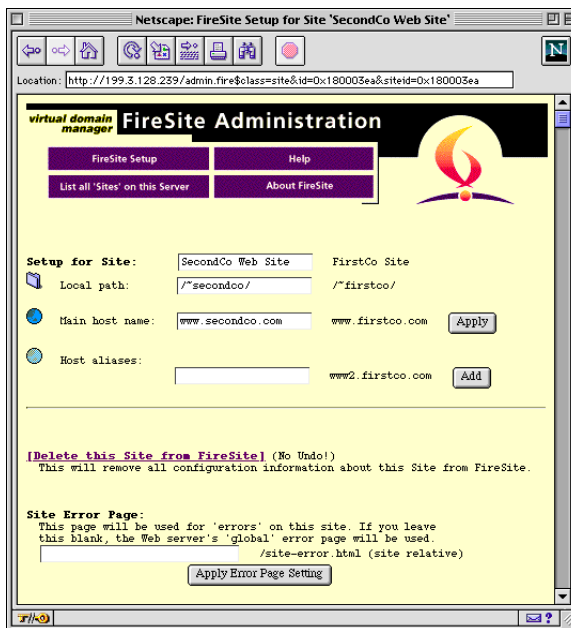 Netscape: FireSite Setup for Site 'SecondCo Web Site'
N
Location: http://199.3.128.239/admin.fire$class=site&id=0x180003ea&siteid=0x180003ea
virtual domain manager FireSite Administration
FireSite Setup Help
List all 'Sites' on this Server About FireSite
Setup for Site: SecondCo Web Site FirstCo Site
Local path: /~secondco/ /~firstco/
Main host name: www.secondco.com www.firstco.com Apply
Host aliases:
www2.firstco.com Add
[Delete this Site from FireSite] (No Undo!)
This will remove all configuration information about this Site from FireSite.
Site Error Page:
This page will be used for 'errors' on this site. If you leave
this blank, the Web server's 'global' error page will be used.
/site-error.html (site relative)
Apply Error Page Setting
?